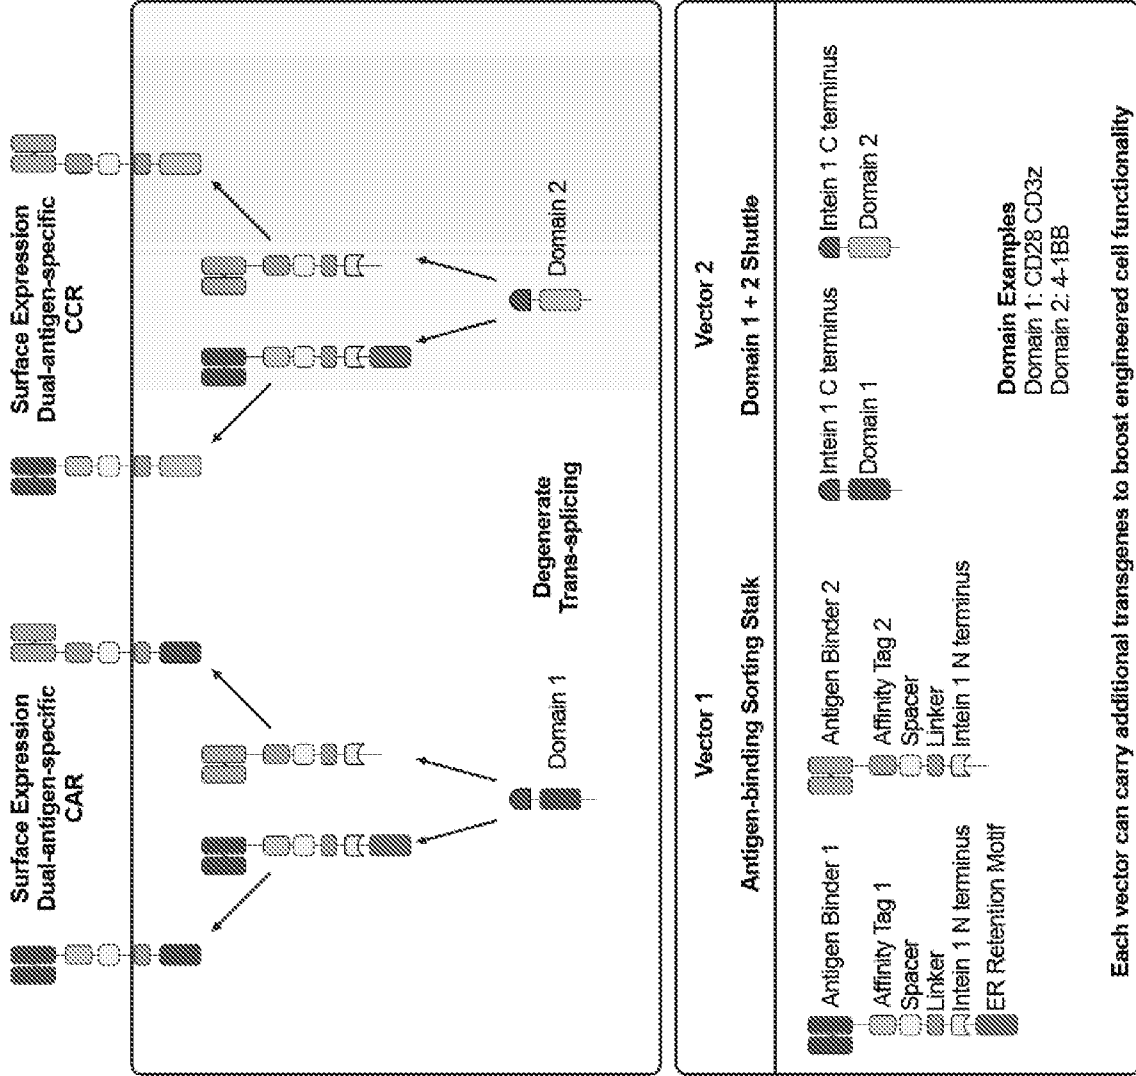 Surface Expression
Dual-antigen-specific
CAR
Surface Expression
Dual-antigen-specific
CCR
Domain 1
Degenerate
Trans-splicing
Domain 2
Vector 1
Antigen-binding Sorting Stalk
Antigen Binder 1
Affinity Tag 1
Spacer
Linker
Intein 1 N terminus
ER Retention Motif
Antigen Binder 2
Affinity Tag 2
Spacer
Linker
Intein 1 N terminus
Vector 2
Domain 1 + 2 Shuttle
Intein 1 C terminus
Domain 1
Intein 1 C terminus
Domain 2
Domain Examples
Domain 1: CD28 CD3z
Domain 2: 4-1BB
Each vector can carry additional transgenes to boost engineered cell functionality